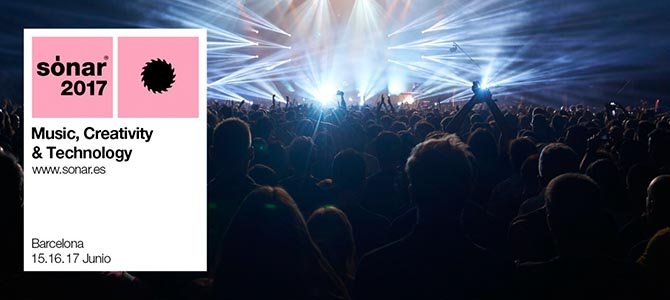 sónar®
2017
Music, Creativity
& Technology
www.sonar.es
Barcelona
15.16.17 Junio